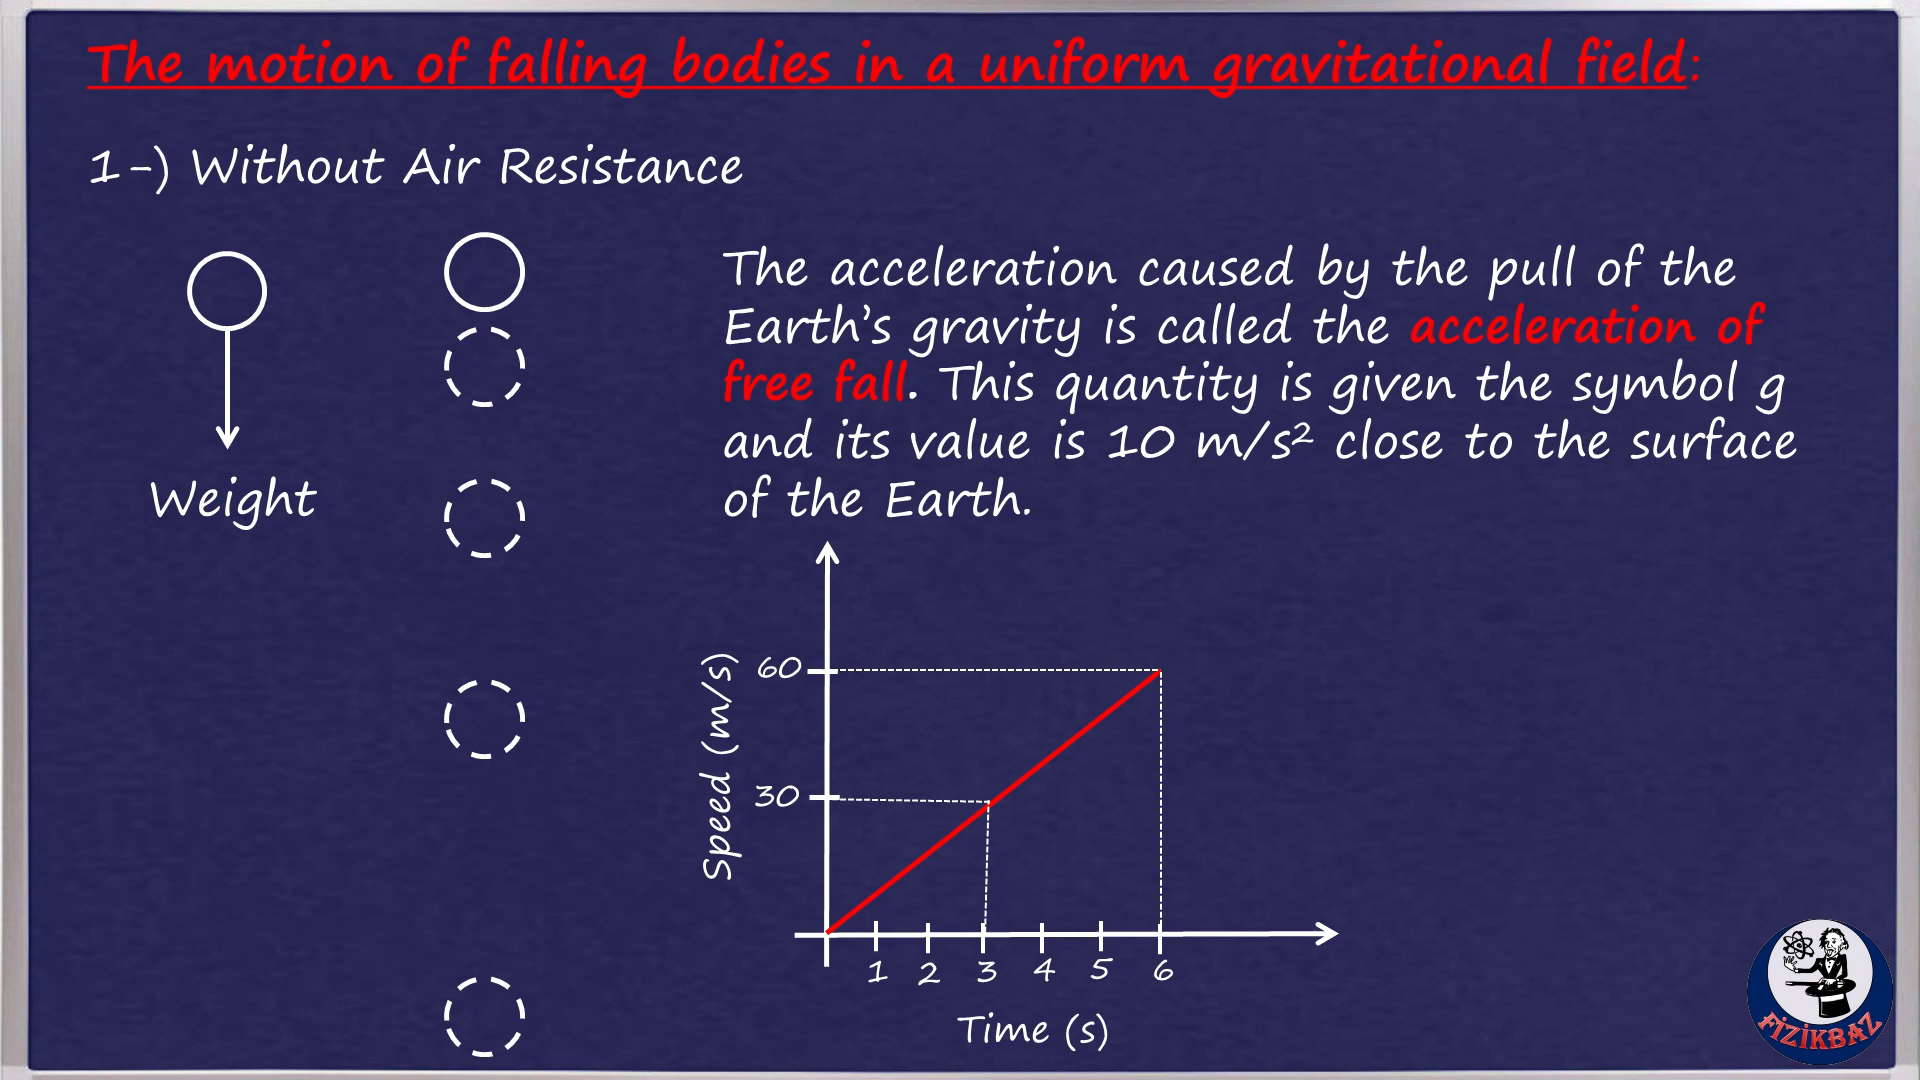 The motion of falling bodies in a uniform gravitational field:
1-) Without Air Resistance
The acceleration caused by the pull of the
Earth's gravity is called the acceleration of
free fall. This quantity is given the symbol g
and its value is 10 m/s² close to the surface
of the Earth.
Weight
Speed (m/s)
60
30
1 2 3 4 5 6
Time (s)
FİZİKBAZ